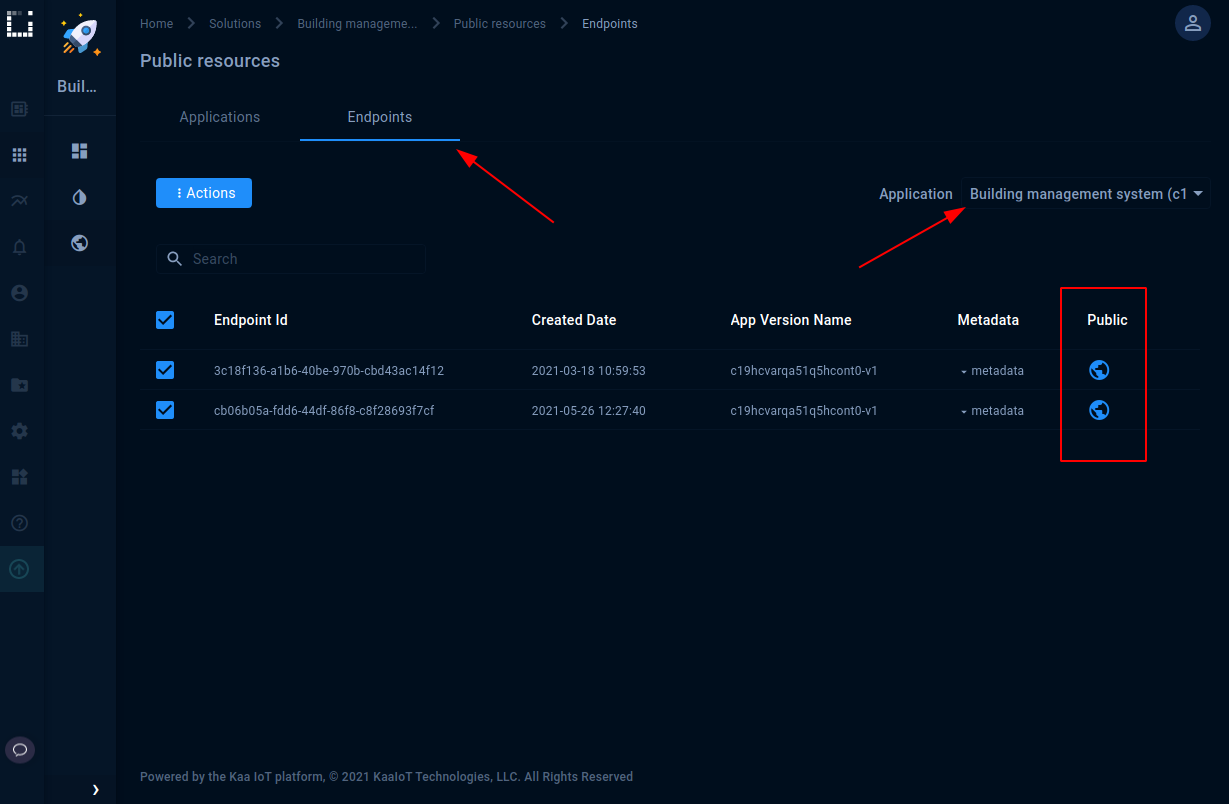 Home Solutions Building manageme... Public resources Endpoints
Public resources
Buil...
Applications Endpoints
Actions
Application Building management system (c1
Search
Endpoint Id Created Date App Version Name Metadata Public
3c18f136-a1b6-40be-970b-cbd43ac14f12 2021-03-18 10:59:53 c19hcvarqa51q5hcont0-v1 metadata
cb06b05a-fdd6-44df-86f8-c8f28693f7cf 2021-05-26 12:27:40 c19hcvarqa51q5hcont0-v1 metadata
Powered by the Kaa IoT platform, © 2021 KaaIoT Technologies, LLC. All Rights Reserved